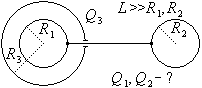 Q₃
L>>R₁,R₂
R₁
R₂
R₃
Q₁, Q₂ – ?